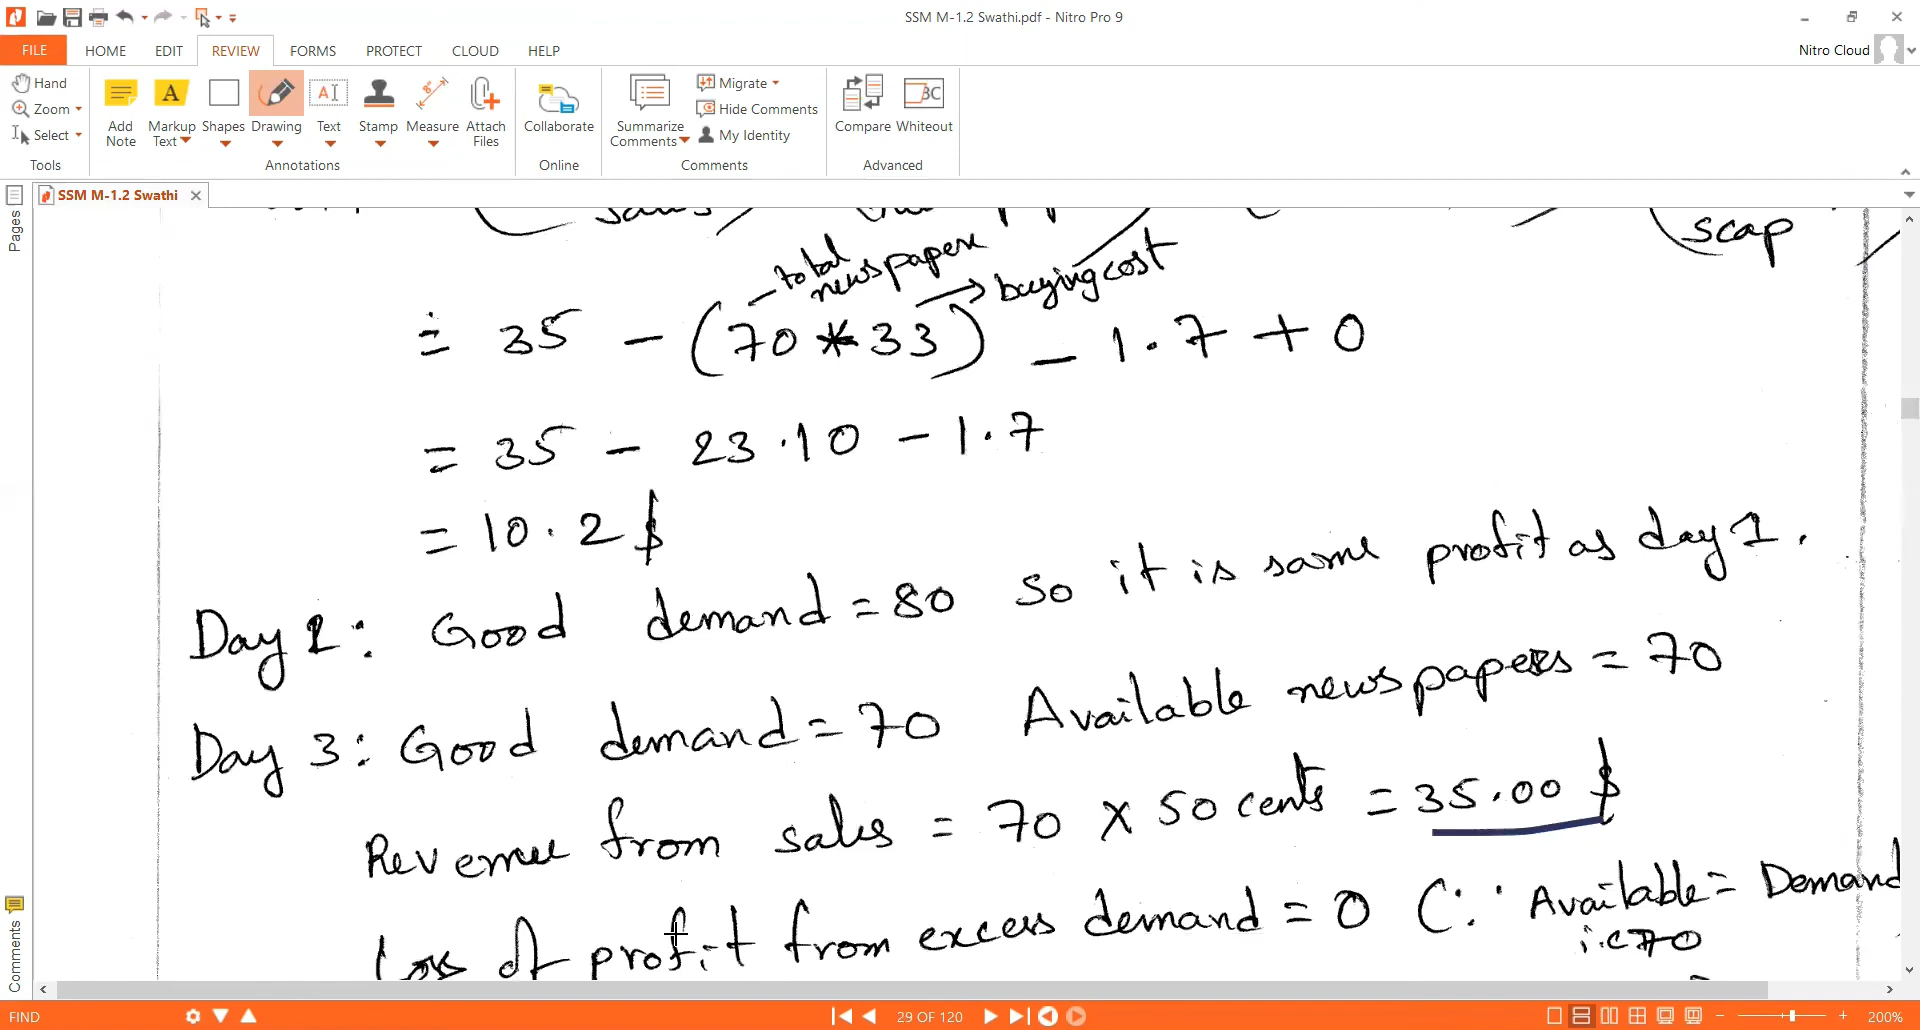 SSM M-1.2 Swathi.pdf - Nitro Pro 9
FILE HOME EDIT REVIEW FORMS PROTECT CLOUD HELP Nitro Cloud
Hand
Zoom
Select
Tools
Add Note
Markup Text
Shapes
Drawing
Text
Stamp
Measure
Attach Files
Annotations
Collaborate
Online
Summarize Comments
Migrate
Hide Comments
My Identity
Comments
Compare
Whiteout
Advanced
SSM M-1.2 Swathi
Pages
Comments
sales
scap
total newspapers
buying cost
= 35 - (70 * 33) - 1.7 + 0
= 35 - 23.10 - 1.7
= 10.2 $
Day 2: Good demand = 80 So it is same profit as day 1.
Day 3: Good demand = 70 Available newspapers = 70
Revenue from sales = 70 x 50 cents = 35.00 $
Loss of profit from excess demand = 0 (∵ Available = Demand
i.e 70
FIND 29 OF 120 200%